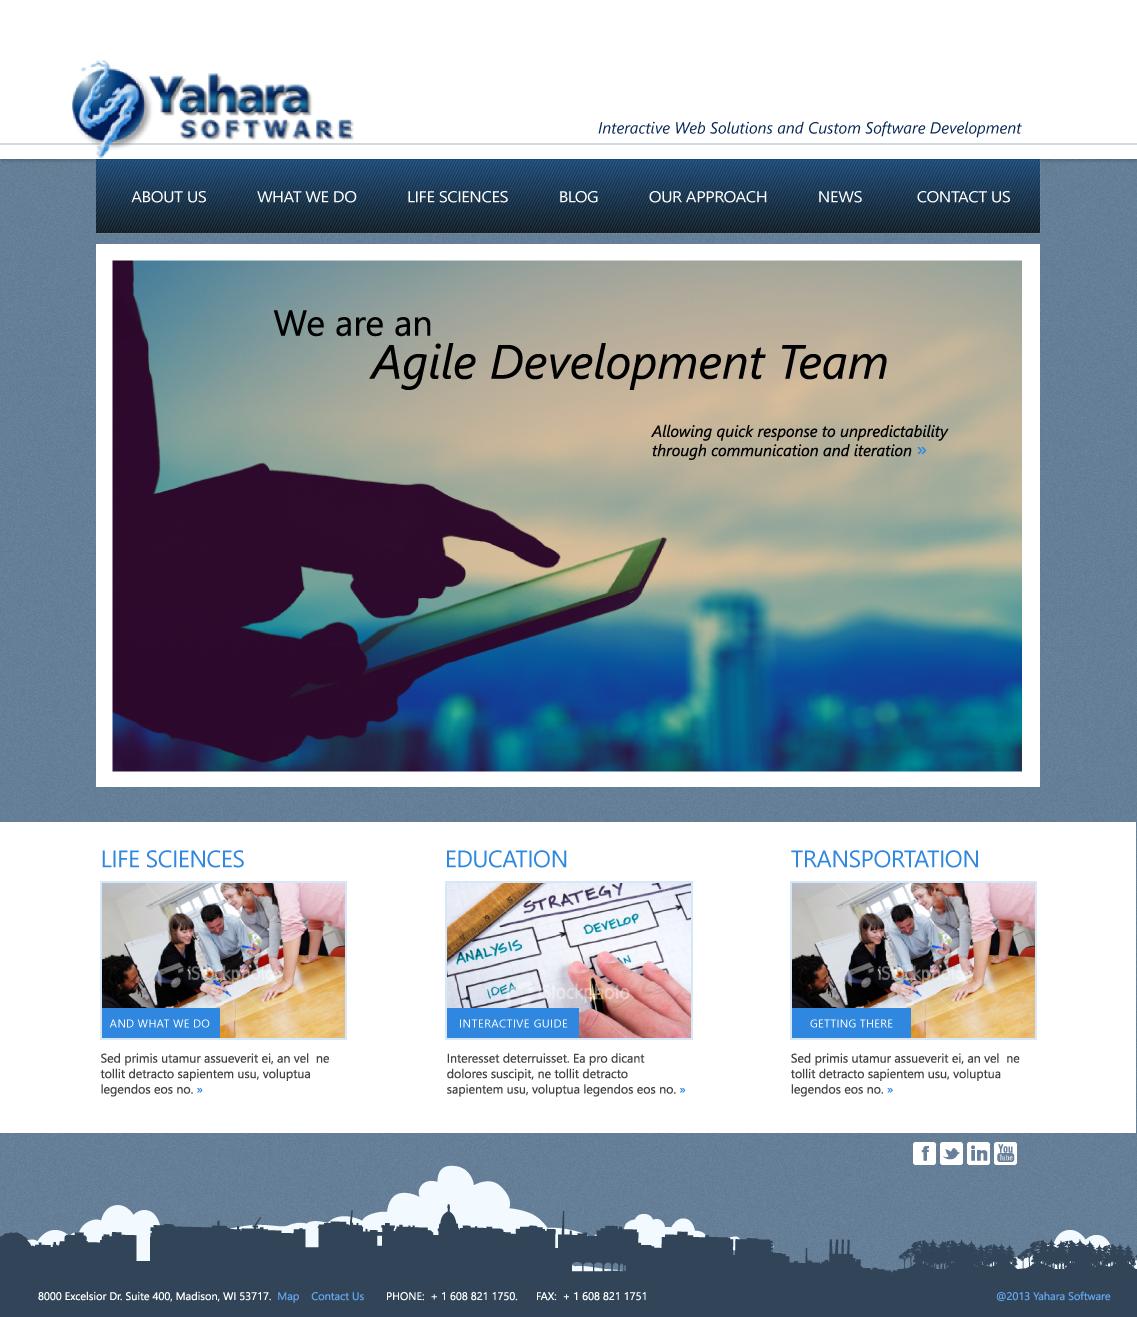 Yahara
SOFTWARE
Interactive Web Solutions and Custom Software Development
ABOUT US WHAT WE DO LIFE SCIENCES BLOG OUR APPROACH NEWS CONTACT US
We are an
Agile Development Team
Allowing quick response to unpredictability
through communication and iteration »
LIFE SCIENCES
iStockphoto
AND WHAT WE DO
Sed primis utamur assueverit ei, an vel ne
tollit detracto sapientem usu, voluptua
legendos eos no. »
EDUCATION
STRATEGY
DEVELOP
ANALYSIS
IDEA
iStockphoto
INTERACTIVE GUIDE
Interesset deterruisset. Ea pro dicant
dolores suscipit, ne tollit detracto
sapientem usu, voluptua legendos eos no. »
TRANSPORTATION
iStockphoto
GETTING THERE
Sed primis utamur assueverit ei, an vel ne
tollit detracto sapientem usu, voluptua
legendos eos no. »
f in You Tube
8000 Excelsior Dr. Suite 400, Madison, WI 53717. Map Contact Us PHONE: + 1 608 821 1750. FAX: + 1 608 821 1751 @2013 Yahara Software